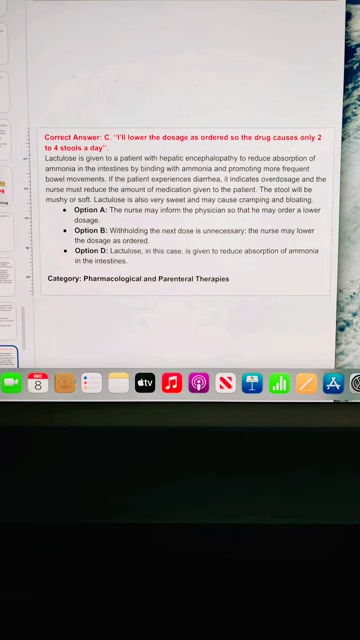 Correct Answer: C. "I'll lower the dosage as ordered so the drug causes only 2
to 4 stools a day".
Lactulose is given to a patient with hepatic encephalopathy to reduce absorption of
ammonia in the intestines by binding with ammonia and promoting more frequent
bowel movements. If the patient experiences diarrhea, it indicates overdosage and the
nurse must reduce the amount of medication given to the patient. The stool will be
mushy or soft. Lactulose is also very sweet and may cause cramping and bloating.
• Option A: The nurse may inform the physician so that he may order a lower
dosage.
• Option B: Withholding the next dose is unnecessary; the nurse may lower
the dosage as ordered.
• Option D: Lactulose, in this case, is given to reduce absorption of ammonia
in the intestines.
Category: Pharmacological and Parenteral Therapies
DEC
8
tv